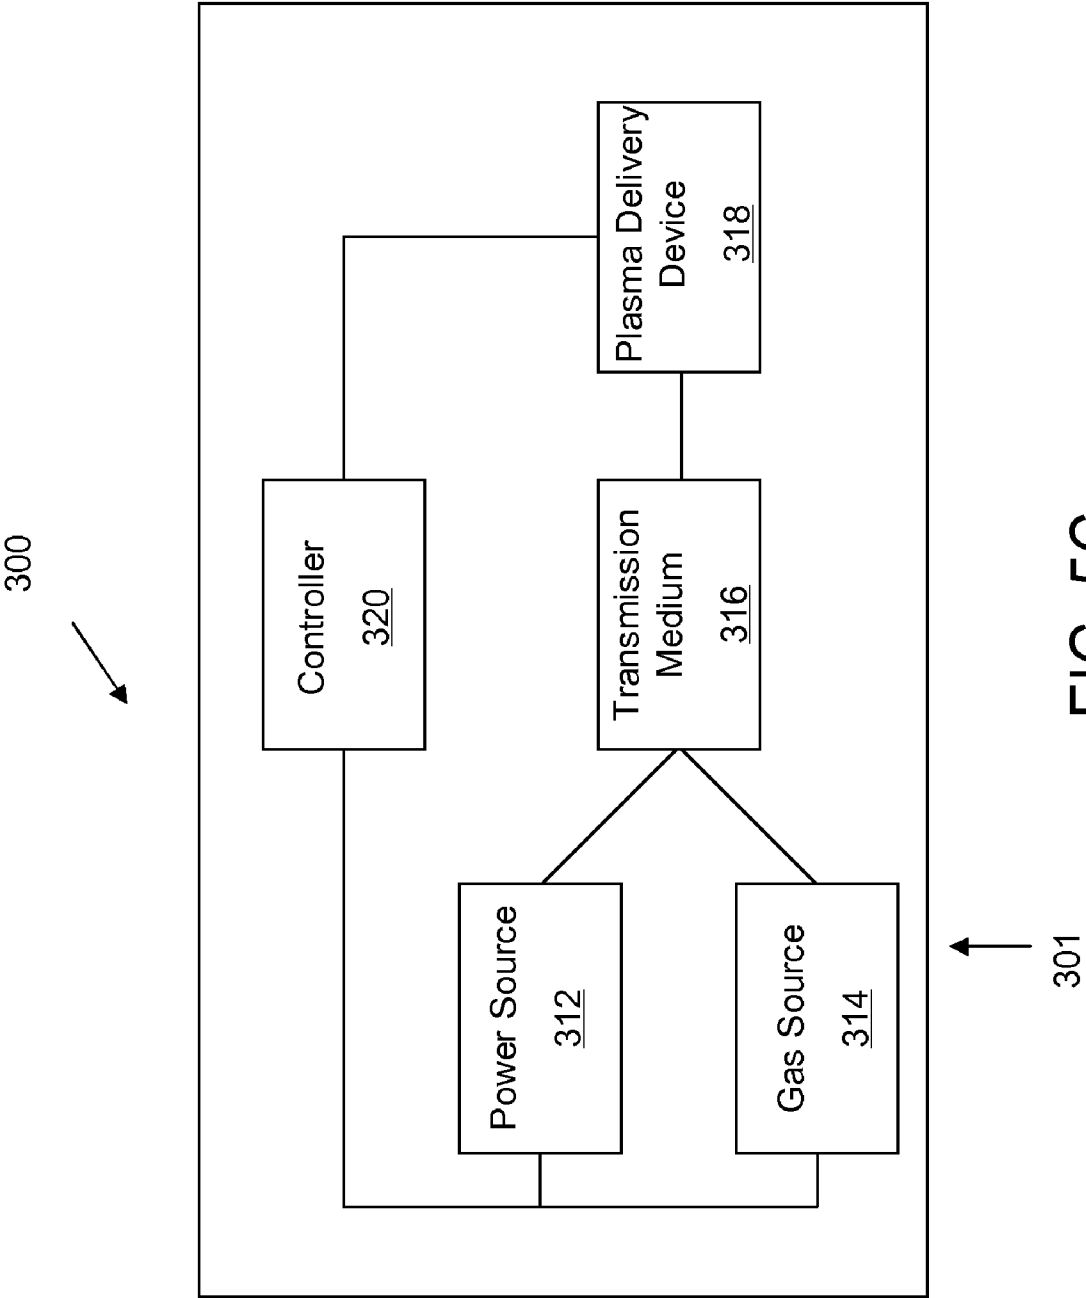 300
Controller
320
Power Source
312
Transmission
Medium
316
Plasma Delivery
Device
318
Gas Source
314
301